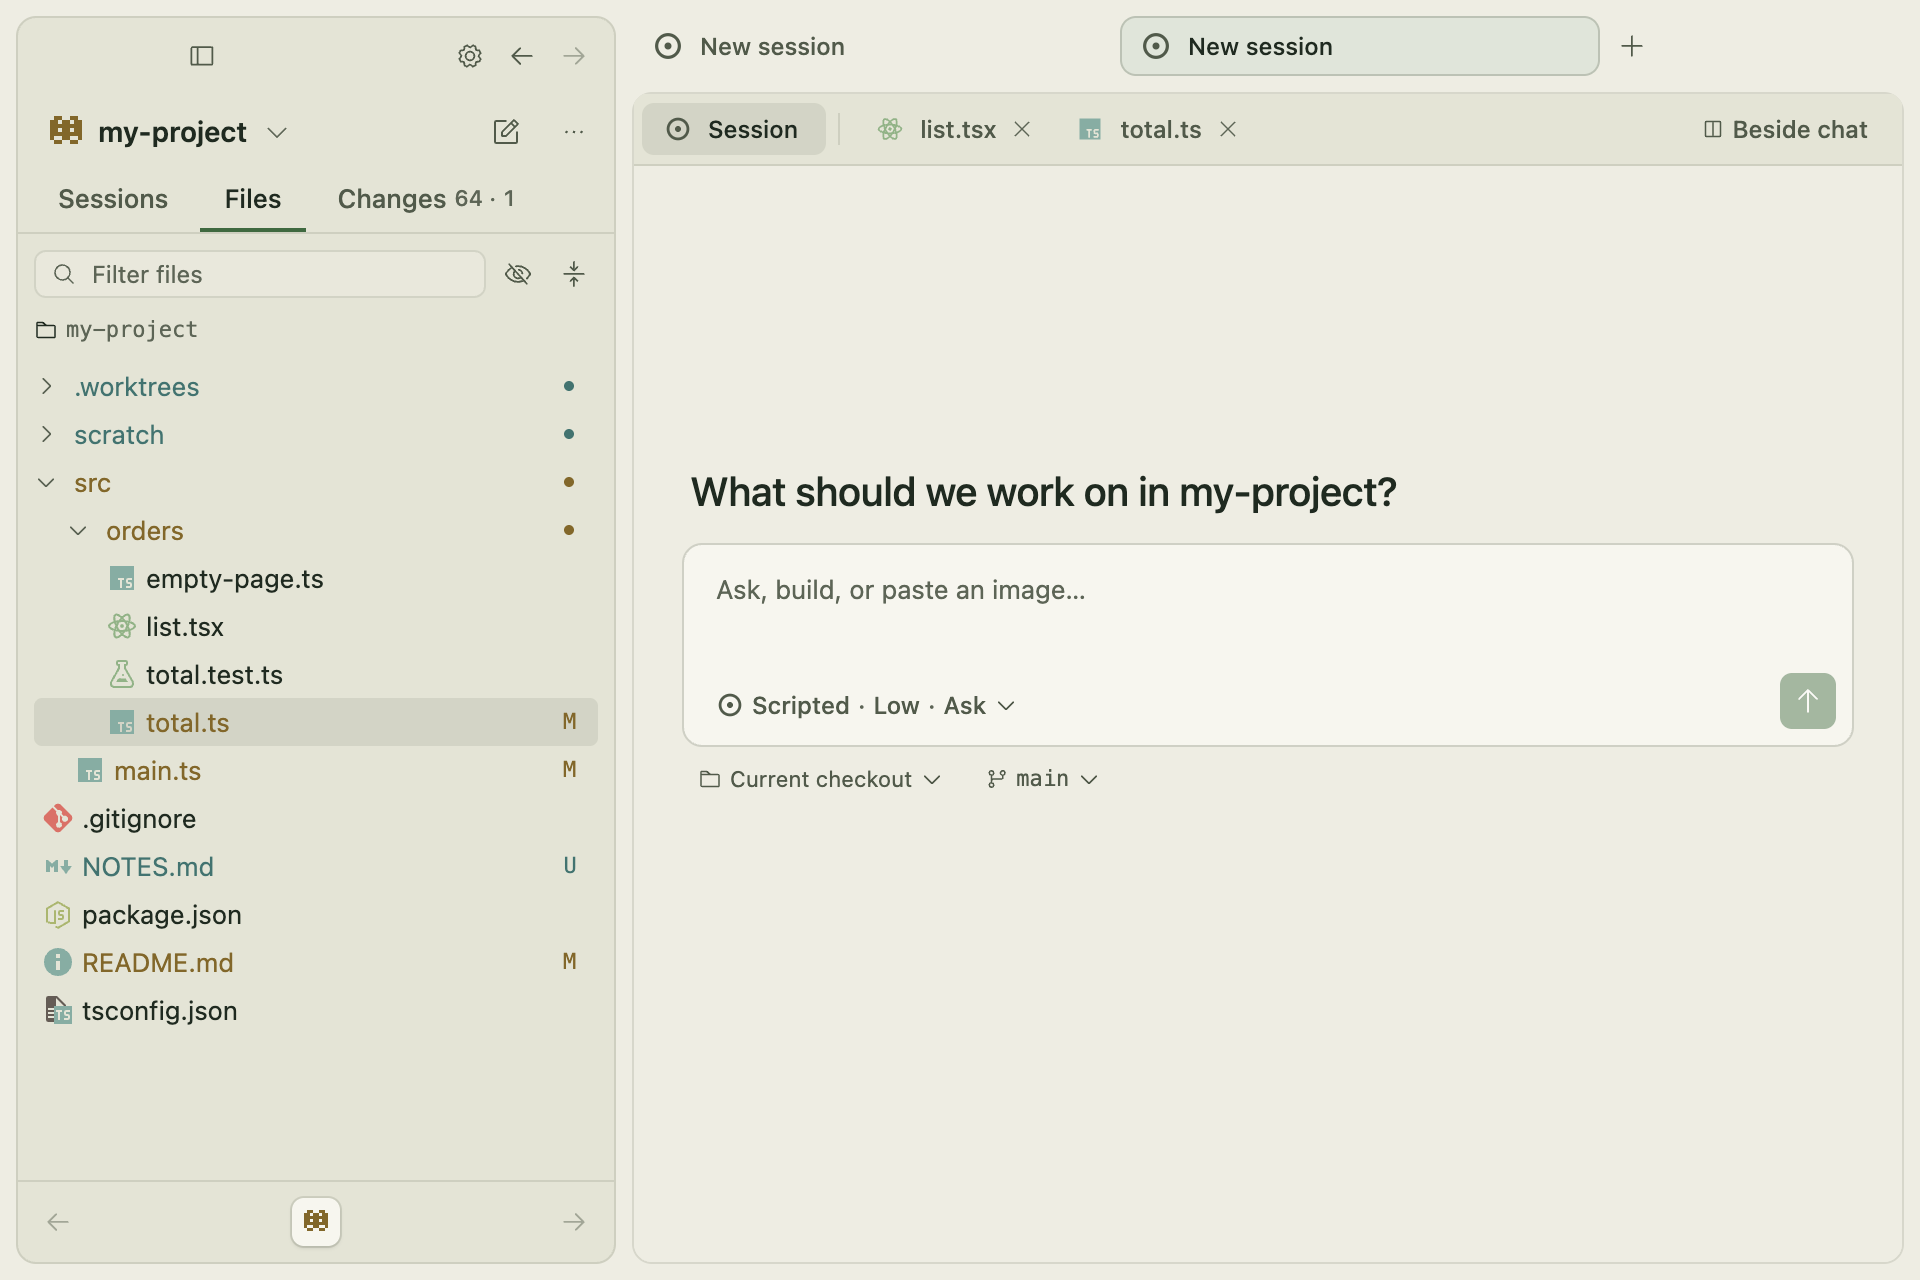 New session
New session
my-project
Session
list.tsx
total.ts
Beside chat
Sessions
Files
Changes 64 · 1
Filter files
my-project
.worktrees
scratch
src
orders
empty-page.ts
list.tsx
total.test.ts
total.ts M
main.ts M
.gitignore
NOTES.md U
package.json
README.md M
tsconfig.json
What should we work on in my-project?
Ask, build, or paste an image...
Scripted · Low · Ask
Current checkout
main